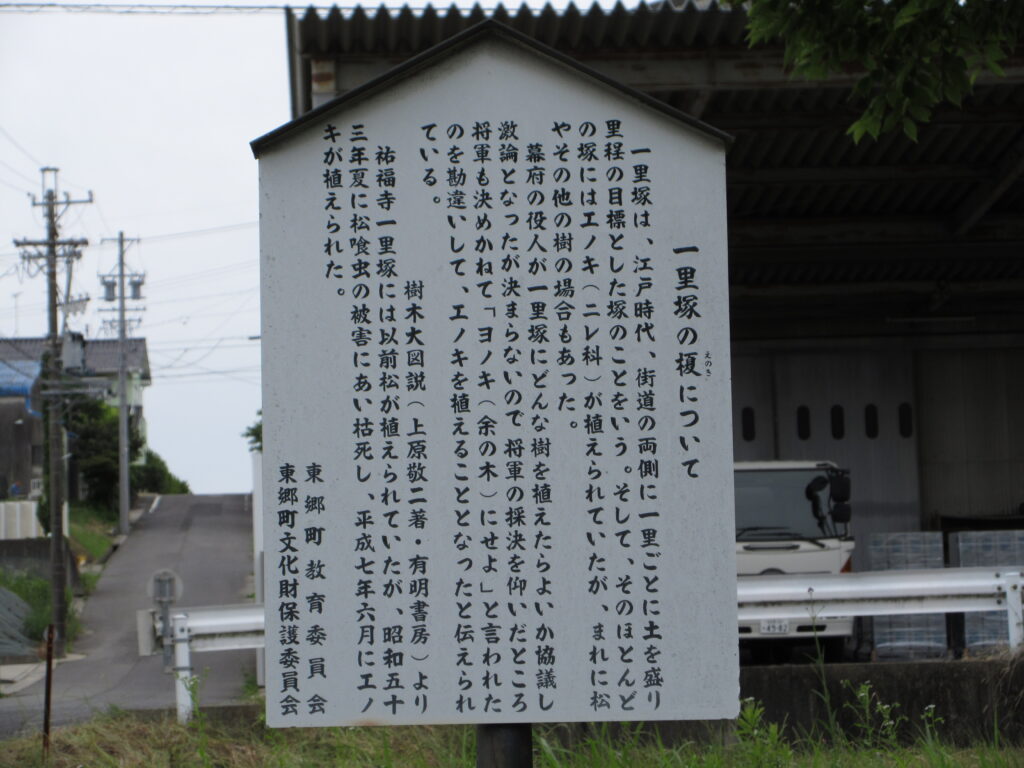 一里塚の榎について
えのき
一里塚は、江戸時代、街道の両側に一里ごとに土を盛り
里程の目標とした塚のことをいう。そして、そのほとんど
の塚にはエノキ(ニレ科)が植えられていたが、まれに松
やその他の樹の場合もあった。
幕府の役人が一里塚にどんな樹を植えたらよいか協議し
激論となったが決まらないので将軍の採決を仰いだところ
将軍も決めかねて「ヨノキ(余の木)にせよ」と言われた
のを勘違いして、エノキを植えることとなったと伝えられ
ている。
樹木大図説(上原敬二著・有明書房)より
祐福寺一里塚には以前松が植えられていたが、昭和五十
三年夏に松喰虫の被害にあい枯死し、平成七年六月にエノ
キが植えられた。
東郷町教育委員会
東郷町文化財保護委員会